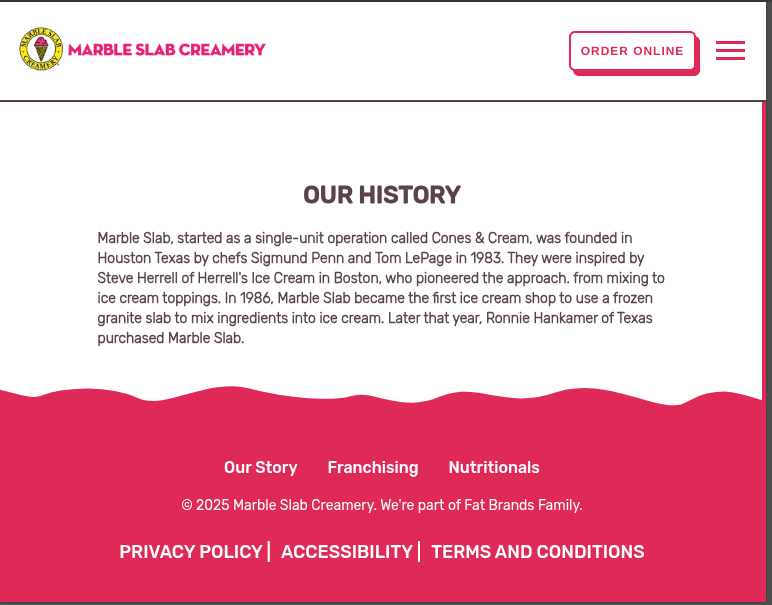 MARBLE SLAB CREAMERY
MARBLE SLAB CREAMERY
ORDER ONLINE
OUR HISTORY
Marble Slab, started as a single-unit operation called Cones & Cream, was founded in
Houston Texas by chefs Sigmund Penn and Tom LePage in 1983. They were inspired by
Steve Herrell of Herrell's Ice Cream in Boston, who pioneered the approach. from mixing to
ice cream toppings. In 1986, Marble Slab became the first ice cream shop to use a frozen
granite slab to mix ingredients into ice cream. Later that year, Ronnie Hankamer of Texas
purchased Marble Slab.
Our Story Franchising Nutritionals
© 2025 Marble Slab Creamery. We're part of Fat Brands Family.
PRIVACY POLICY | ACCESSIBILITY | TERMS AND CONDITIONS